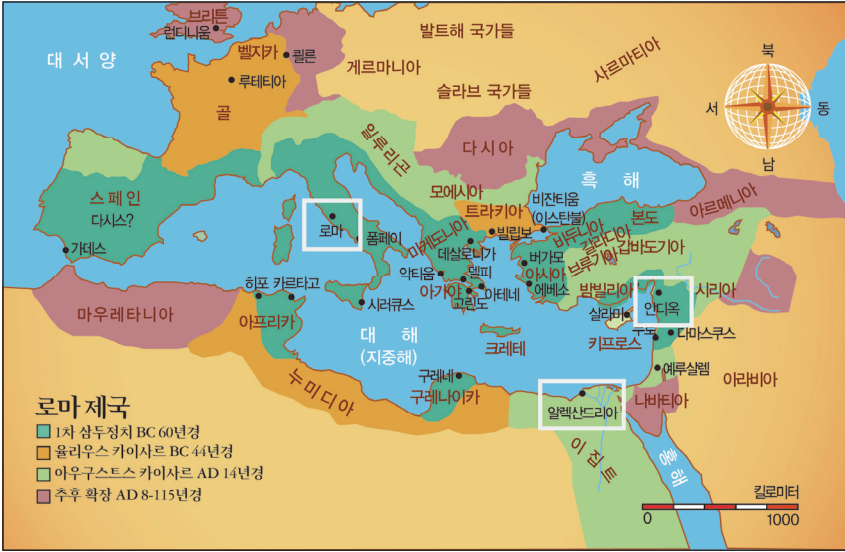 브리튼
런티니움
대 서 양
벨지카
쾰른
루테티아
골
게르마니아
발트해 국가들
슬라브 국가들
사르마티아
북
서
동
남
일루리곤
다 시 아
흑 해
모에시아
비잔티움
(이스탄불)
트라키아
빌립보
본도
아르메니아
스페인
다시스?
가데스
로마
폼페이
마케도니아
데살로니가
비두니아
갈라디아
갑바도기아
브루기아
버가모
아시아
에베소
델피
악티움
아가야
아테네
고린도
밤빌리아
안디옥
시리아
히포
카르타고
시러큐스
마우레타니아
아프리카
대 해
(지중해)
크레테
살라미
키프로스
두로
다마스쿠스
예루살렘
아라비아
구레네
구레나이카
누미디아
알렉산드리아
나바티아
이집트
홍해
로마 제국
1차 삼두정치 BC 60년경
율리우스 카이사르 BC 44년경
아우구스트스 카이사르 AD 14년경
추후 확장 AD 8-115년경
킬로미터
0
1000